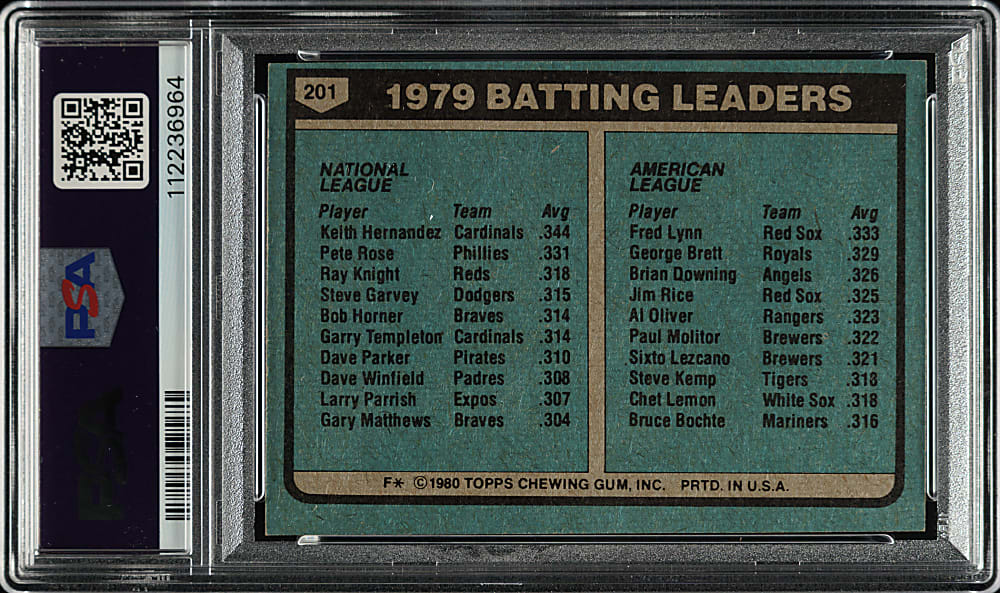 112236964
PSA
PSA
201
1979 BATTING LEADERS
NATIONAL
LEAGUE
Player Team Avg
Keith Hernandez Cardinals .344
Pete Rose Phillies .331
Ray Knight Reds .318
Steve Garvey Dodgers .315
Bob Horner Braves .314
Garry Templeton Cardinals .314
Dave Parker Pirates .310
Dave Winfield Padres .308
Larry Parrish Expos .307
Gary Matthews Braves .304
AMERICAN
LEAGUE
Player Team Avg
Fred Lynn Red Sox .333
George Brett Royals .329
Brian Downing Angels .326
Jim Rice Red Sox .325
Al Oliver Rangers .323
Paul Molitor Brewers .322
Sixto Lezcano Brewers .321
Steve Kemp Tigers .318
Chet Lemon White Sox .318
Bruce Bochte Mariners .316
F* ©1980 TOPPS CHEWING GUM, INC. PRTD. IN U.S.A.